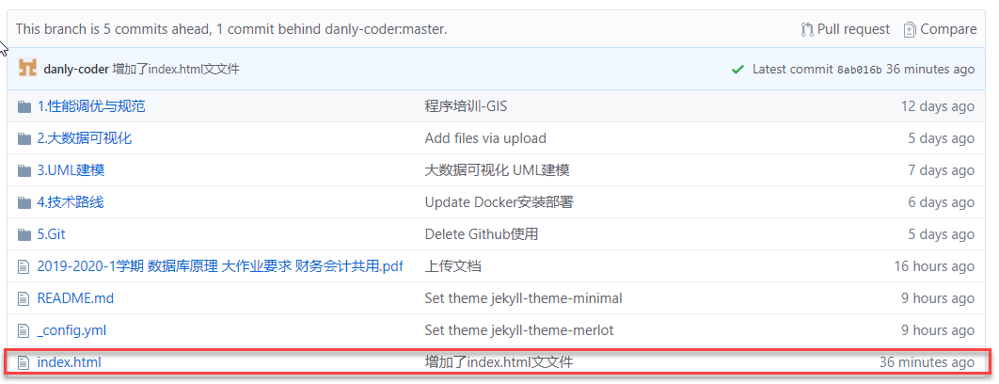 This branch is 5 commits ahead, 1 commit behind danly-coder:master. Pull request Compare
danly-coder 增加了index.html文文件 Latest commit 8ab016b 36 minutes ago
1.性能调优与规范 程序培训-GIS 12 days ago
2.大数据可视化 Add files via upload 5 days ago
3.UML建模 大数据可视化 UML建模 7 days ago
4.技术路线 Update Docker安装部署 6 days ago
5.Git Delete Github使用 5 days ago
2019-2020-1学期 数据库原理 大作业要求 财务会计共用.pdf 上传文档 16 hours ago
README.md Set theme jekyll-theme-minimal 9 hours ago
_config.yml Set theme jekyll-theme-merlot 9 hours ago
index.html 增加了index.html文文件 36 minutes ago